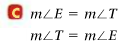 C m∠E = m∠T
m∠T = m∠E